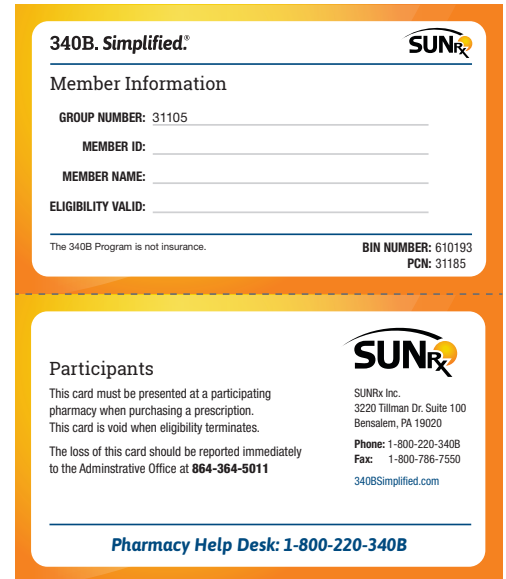 340B. Simplified.®
SUNRx
Member Information
GROUP NUMBER: 31105
MEMBER ID:
MEMBER NAME:
ELIGIBILITY VALID:
The 340B Program is not insurance.
BIN NUMBER: 610193
PCN: 31185
SUNRx
Participants
This card must be presented at a participating
pharmacy when purchasing a prescription.
This card is void when eligibility terminates.
The loss of this card should be reported immediately
to the Adminstrative Office at 864-364-5011
SUNRx Inc.
3220 Tillman Dr. Suite 100
Bensalem, PA 19020
Phone: 1-800-220-340B
Fax: 1-800-786-7550
340BSimplified.com
Pharmacy Help Desk: 1-800-220-340B